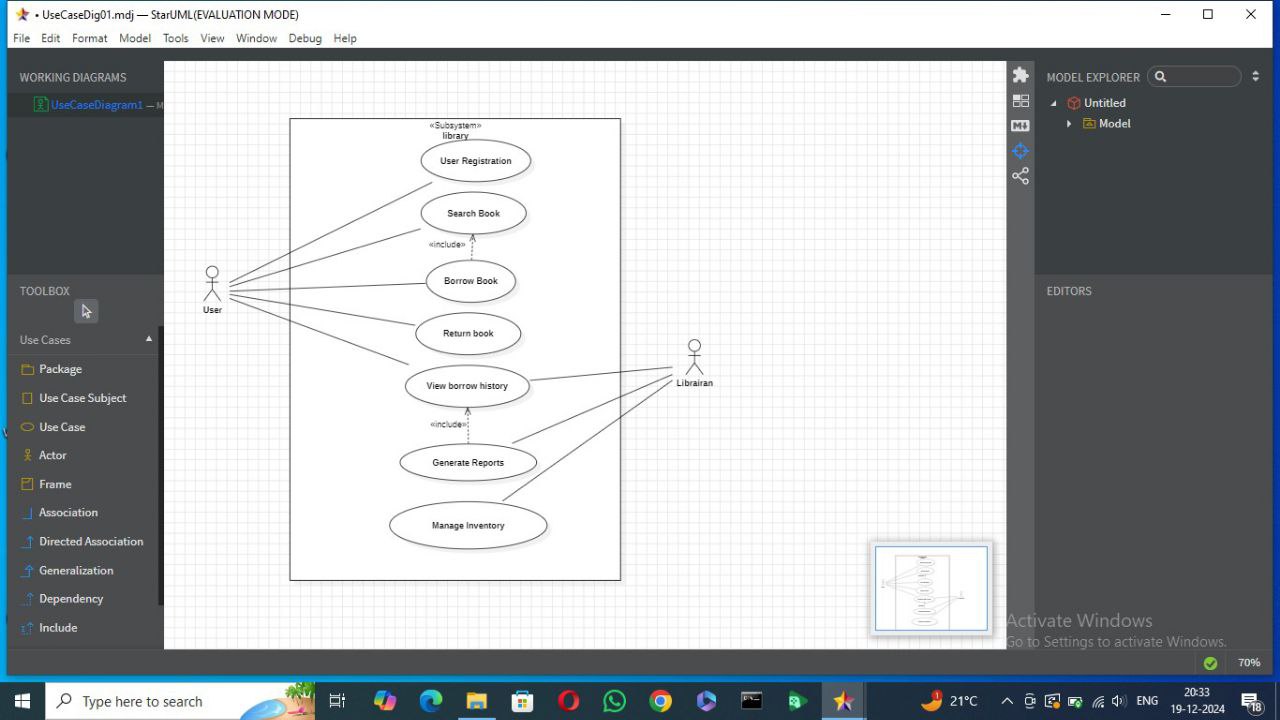 • UseCaseDig01.mdj — StarUML(EVALUATION MODE)
File Edit Format Model Tools View Window Debug Help
WORKING DIAGRAMS
UseCaseDiagram1 — M
TOOLBOX
Use Cases
Package
Use Case Subject
Use Case
Actor
Frame
Association
Directed Association
Generalization
Dependency
Include
«Subsystem»
library
User Registration
Search Book
«include»
Borrow Book
User
Return book
View borrow history
Librairan
«include»
Generate Reports
Manage Inventory
MODEL EXPLORER
Untitled
Model
EDITORS
Activate Windows
Go to Settings to activate Windows.
70%
Type here to search
1
21°C
ENG
20:33
19-12-2024
18